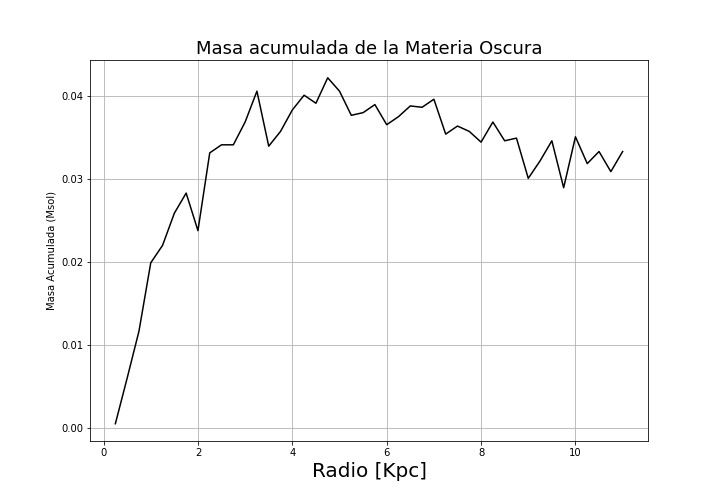 Masa acumulada de la Materia Oscura
Masa Acumulada (Msol)
0.04
0.03
0.02
0.01
0.00
0 2 4 6 8 10
Radio [Kpc]